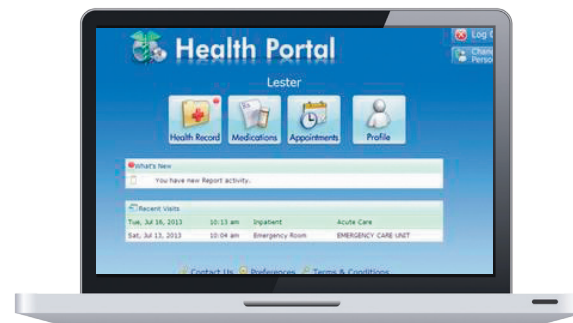 Health Portal
Log
Lester
Health Record Medications Appointments Profile
What's New
You have new Report activity.
Recent Visits
Tue, Jul 16, 2013 10:13 am Inpatient Acute Care
Sat, Jul 13, 2013 10:04 am Emergency Room EMERGENCY CARE UNIT
Contact Us Preferences Terms & Conditions